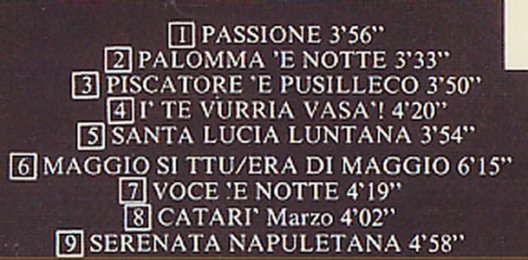 1 PASSIONE 3'56''
2 PALOMMA 'E NOTTE 3'33''
3 PISCATORE 'E PUSILLECO 3'50''
4 I' TE VURRIA VASA'! 4'20''
5 SANTA LUCIA LUNTANA 3'54''
6 MAGGIO SI TTU/ERA DI MAGGIO 6'15''
7 VOCE 'E NOTTE 4'19''
8 CATARI' Marzo 4'02''
9 SERENATA NAPULETANA 4'58''